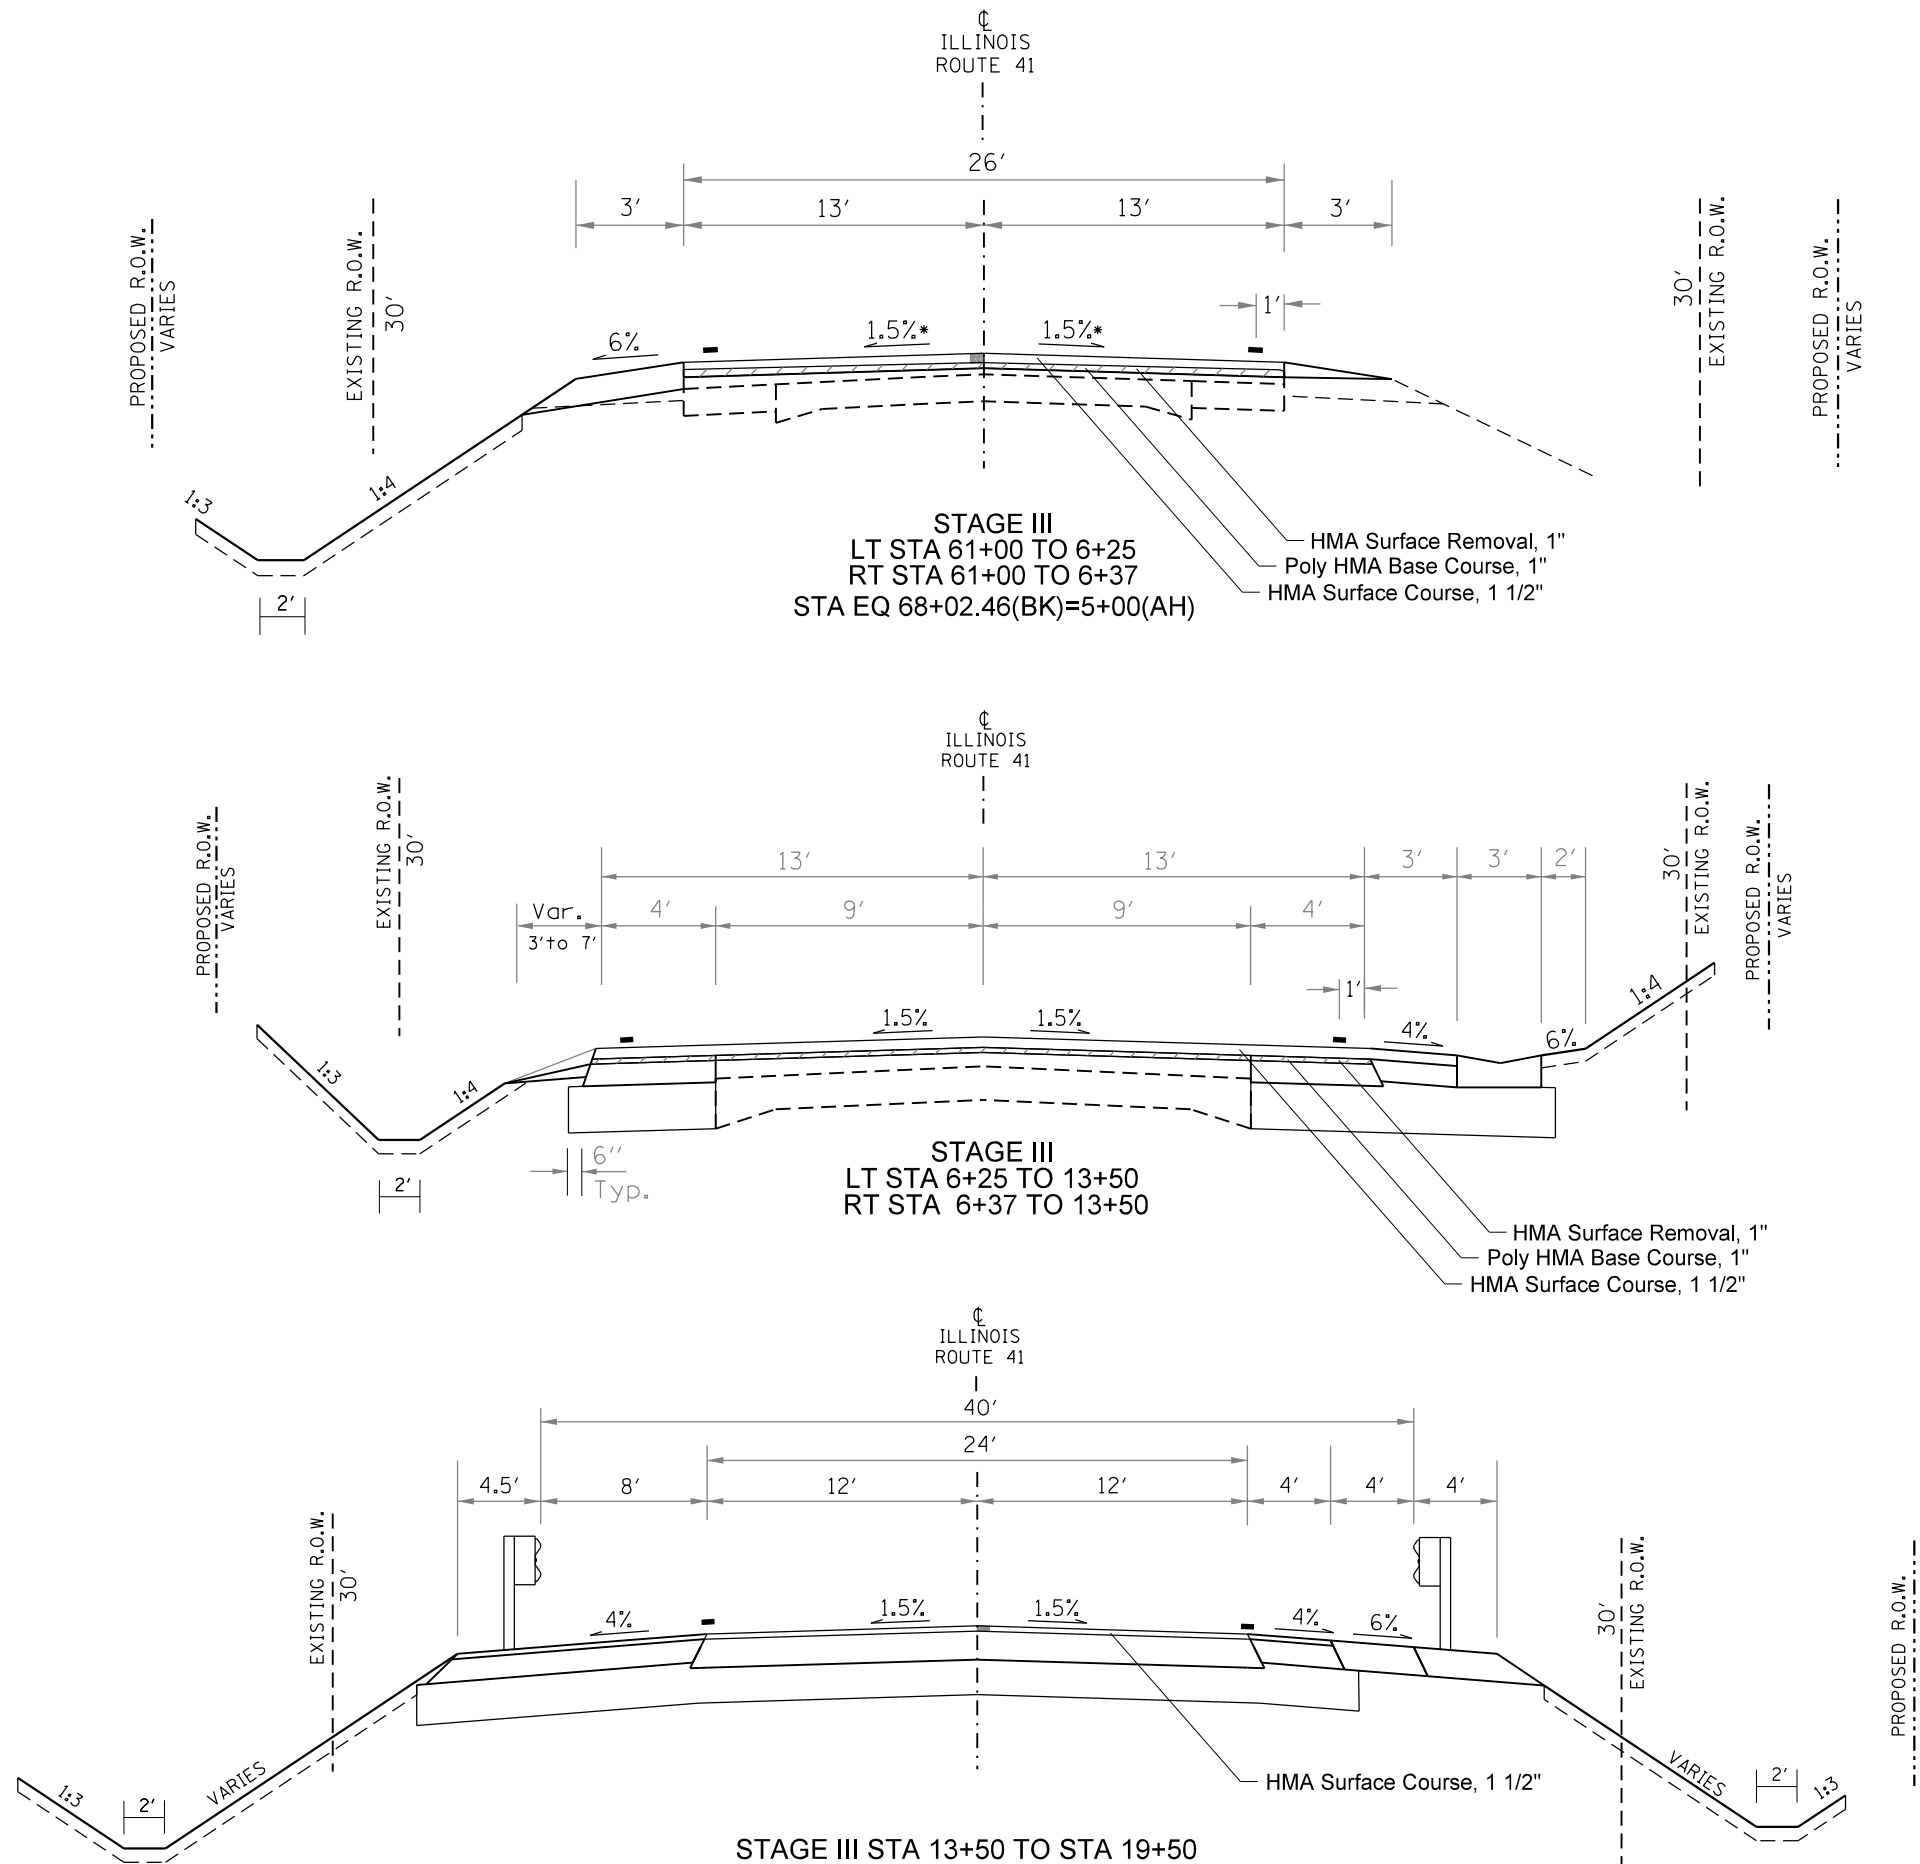 ℄
ILLINOIS
ROUTE 41
26'
3'
13'
13'
3'
PROPOSED R.O.W.
VARIES
EXISTING R.O.W.
30'
30'
EXISTING R.O.W.
PROPOSED R.O.W.
VARIES
1'
6%
1.5%*
1.5%*
1:3
1:4
2'
STAGE III
LT STA 61+00 TO 6+25
RT STA 61+00 TO 6+37
STA EQ 68+02.46(BK)=5+00(AH)
HMA Surface Removal, 1"
Poly HMA Base Course, 1"
HMA Surface Course, 1 1/2"
℄
ILLINOIS
ROUTE 41
PROPOSED R.O.W.
VARIES
EXISTING R.O.W.
30'
13'
13'
3'
3'
2'
Var.
3'to 7'
4'
9'
9'
4'
30'
EXISTING R.O.W.
PROPOSED R.O.W.
VARIES
1'
1.5%
1.5%
4%
6%
1:4
1:3
1:4
2'
6''
Typ.
STAGE III
LT STA 6+25 TO 13+50
RT STA 6+37 TO 13+50
HMA Surface Removal, 1"
Poly HMA Base Course, 1"
HMA Surface Course, 1 1/2"
℄
ILLINOIS
ROUTE 41
40'
24'
4.5'
8'
12'
12'
4'
4'
4'
EXISTING R.O.W.
30'
30'
EXISTING R.O.W.
PROPOSED R.O.W.
4%
1.5%
1.5%
4%
6%
1:3
2'
VARIES
VARIES
2'
1:3
HMA Surface Course, 1 1/2"
STAGE III STA 13+50 TO STA 19+50